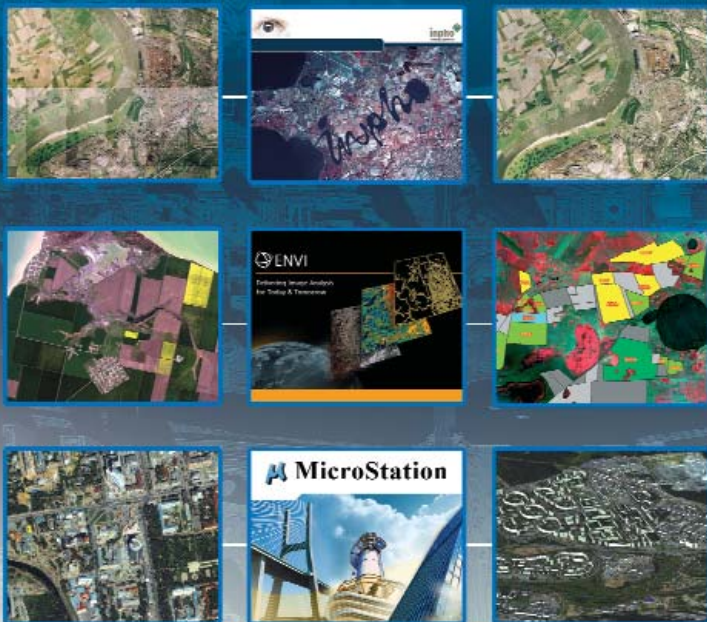 inpho
inpho
ENVI
Delivering Image Analysis
for Today & Tomorrow
MicroStation